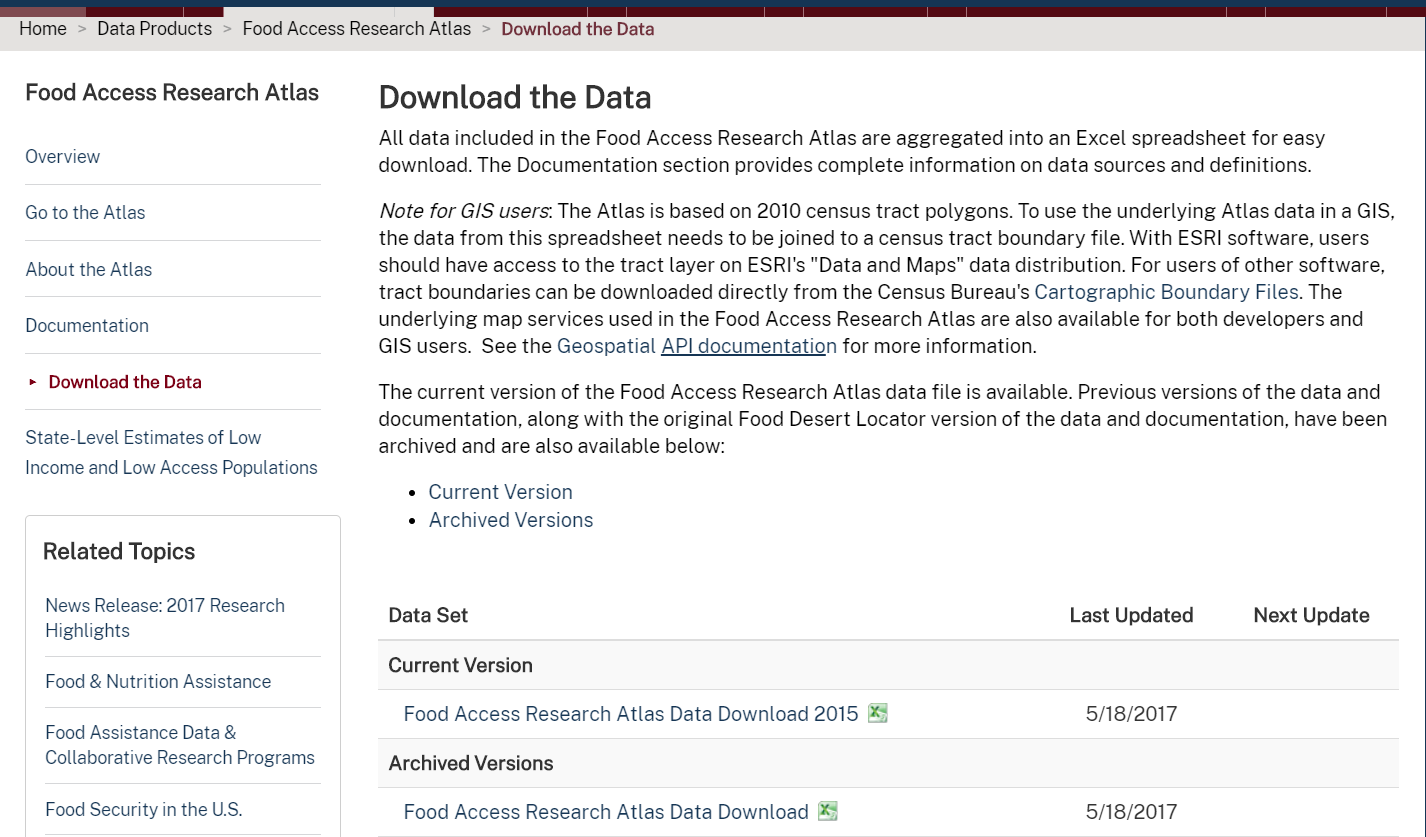 Home > Data Products > Food Access Research Atlas > Download the Data
Food Access Research Atlas
Overview
Go to the Atlas
About the Atlas
Documentation
▸ Download the Data
State-Level Estimates of Low
Income and Low Access Populations
Related Topics
News Release: 2017 Research
Highlights
Food & Nutrition Assistance
Food Assistance Data &
Collaborative Research Programs
Food Security in the U.S.
Download the Data
All data included in the Food Access Research Atlas are aggregated into an Excel spreadsheet for easy
download. The Documentation section provides complete information on data sources and definitions.
Note for GIS users: The Atlas is based on 2010 census tract polygons. To use the underlying Atlas data in a GIS,
the data from this spreadsheet needs to be joined to a census tract boundary file. With ESRI software, users
should have access to the tract layer on ESRI's "Data and Maps" data distribution. For users of other software,
tract boundaries can be downloaded directly from the Census Bureau's Cartographic Boundary Files. The
underlying map services used in the Food Access Research Atlas are also available for both developers and
GIS users.  See the Geospatial API documentation for more information.
The current version of the Food Access Research Atlas data file is available. Previous versions of the data and
documentation, along with the original Food Desert Locator version of the data and documentation, have been
archived and are also available below:
• Current Version
• Archived Versions
Data Set Last Updated Next Update
Current Version
Food Access Research Atlas Data Download 2015 5/18/2017
Archived Versions
Food Access Research Atlas Data Download 5/18/2017